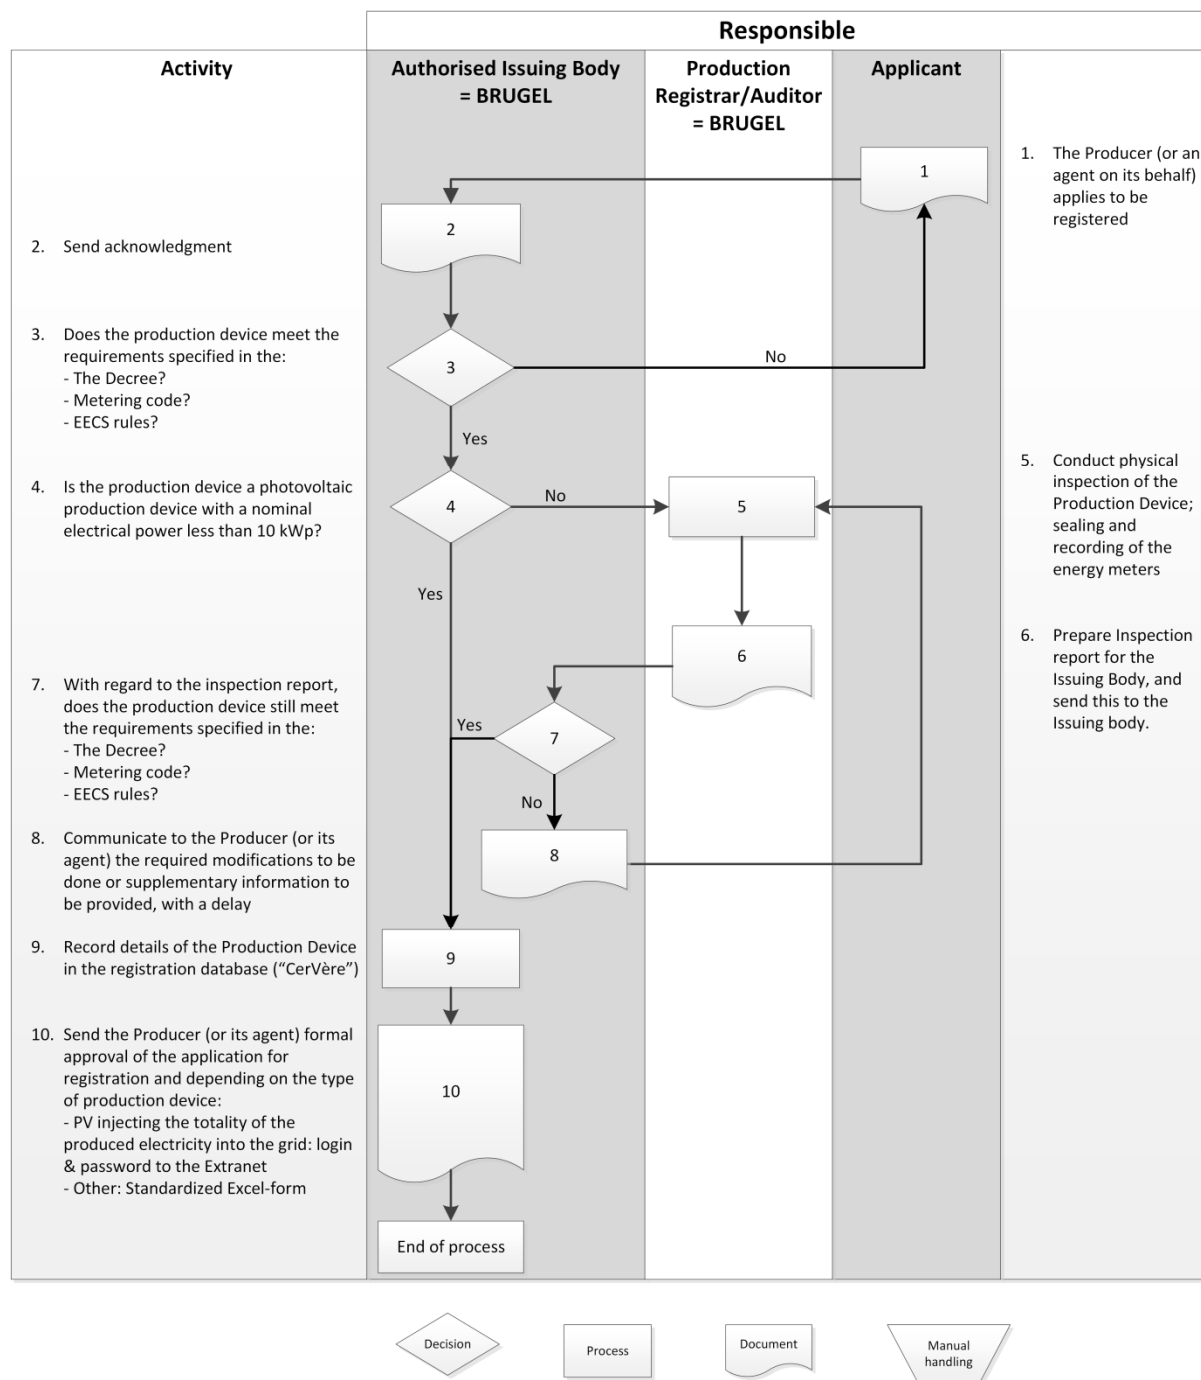 Responsible
Activity
Authorised Issuing Body
= BRUGEL
Production
Registrar/Auditor
= BRUGEL
Applicant
1. The Producer (or an
agent on its behalf)
applies to be
registered
1
2
2. Send acknowledgment
3. Does the production device meet the
requirements specified in the:
- The Decree?
- Metering code?
- EECS rules?
3
No
Yes
4. Is the production device a photovoltaic
production device with a nominal
electrical power less than 10 kWp?
4
No
5
5. Conduct physical
inspection of the
Production Device;
sealing and
recording of the
energy meters
Yes
6
6. Prepare Inspection
report for the
Issuing Body, and
send this to the
Issuing body.
7. With regard to the inspection report,
does the production device still meet
the requirements specified in the:
- The Decree?
- Metering code?
- EECS rules?
Yes
7
No
8. Communicate to the Producer (or its
agent) the required modifications to be
done or supplementary information to
be provided, with a delay
8
9. Record details of the Production Device
in the registration database (“CerVère”)
9
10. Send the Producer (or its agent) formal
approval of the application for
registration and depending on the type
of production device:
- PV injecting the totality of the
produced electricity into the grid: login
& password to the Extranet
- Other: Standardized Excel-form
10
End of process
Decision
Process
Document
Manual
handling